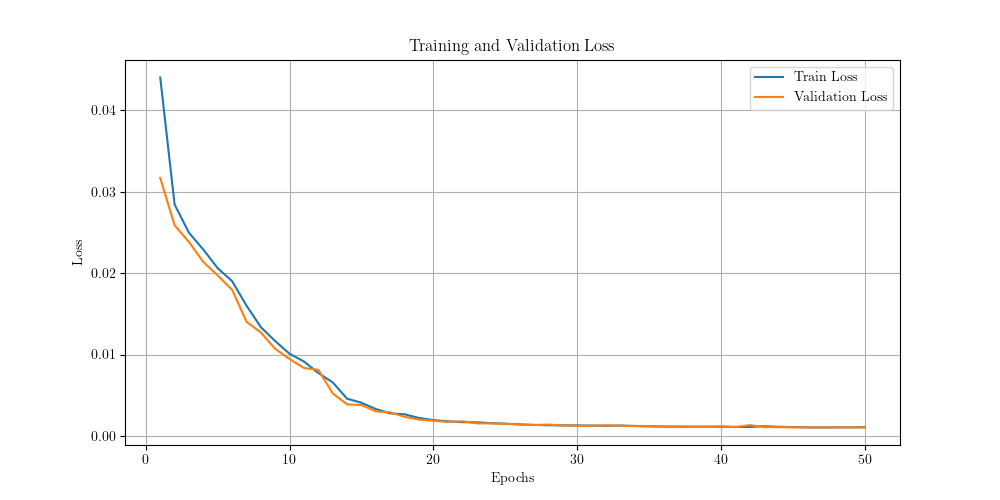 Training and Validation Loss
Train Loss
Validation Loss
0.04
0.03
0.02
0.01
0.00
Loss
0 10 20 30 40 50
Epochs